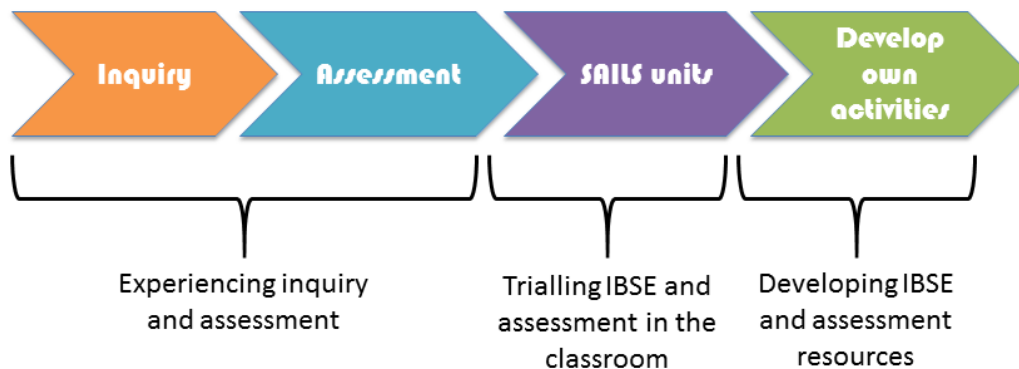 Inquiry
Assessment
SAILS units
Develop
own
activities
Experiencing inquiry
and assessment
Trialling IBSE and
assessment in the
classroom
Developing IBSE
and assessment
resources